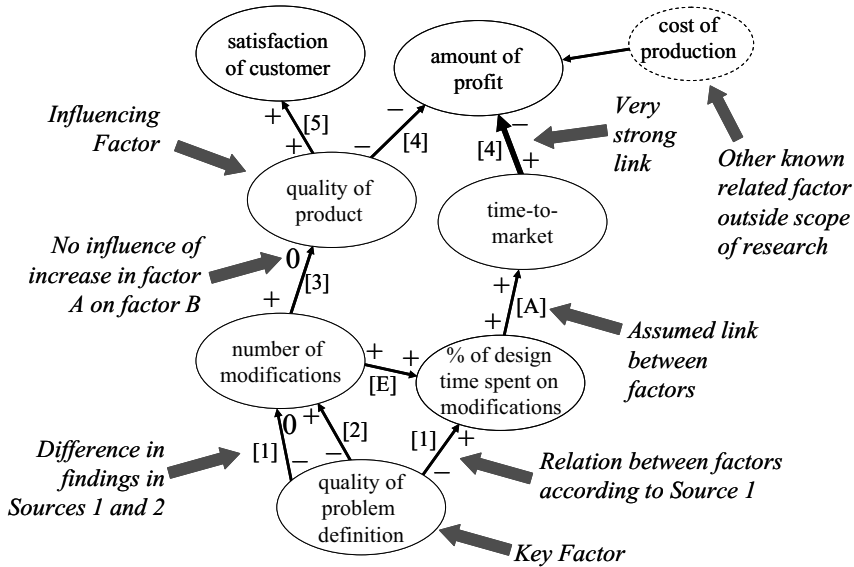 satisfaction
of customer
amount of
profit
cost of
production
Influencing
Factor
+
[5]
+
−
−
[4]
−
[4]
+
Very
strong
link
Other known
related factor
outside scope
of research
quality of
product
time-to-
market
No influence of
increase in factor
A on factor B
0
[3]
+
+
[A]
+
Assumed link
between
factors
number of
modifications
+
+
[E]
% of design
time spent on
modifications
0
+
[1]
[2]
−
−
[1]
+
−
Difference in
findings in
Sources 1 and 2
Relation between factors
according to Source 1
quality of
problem
definition
Key Factor